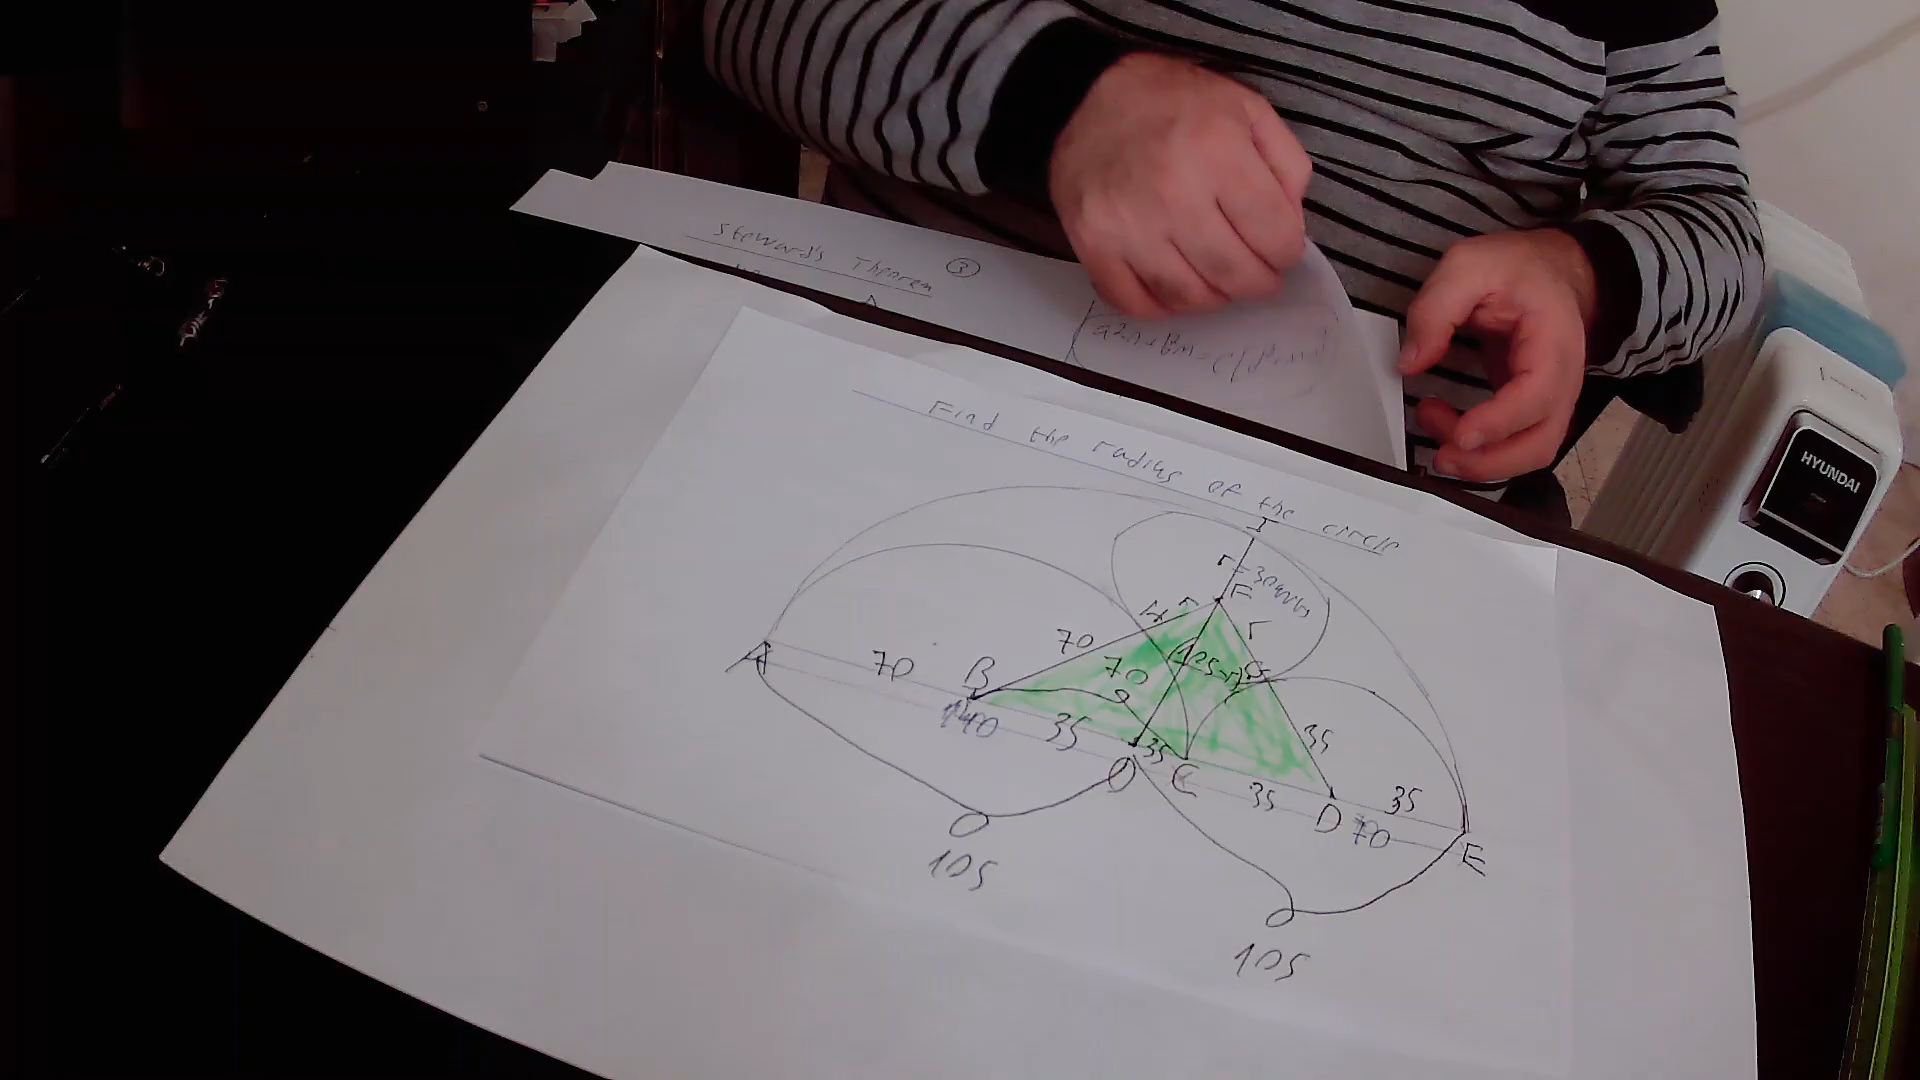 Steward's Theorem
3
Find the radius of the circle
I
r
F
H
r
70
70
A
70
B
140
35
35
O
C
35
35
D
35
70
E
105
105
HYUNDAI